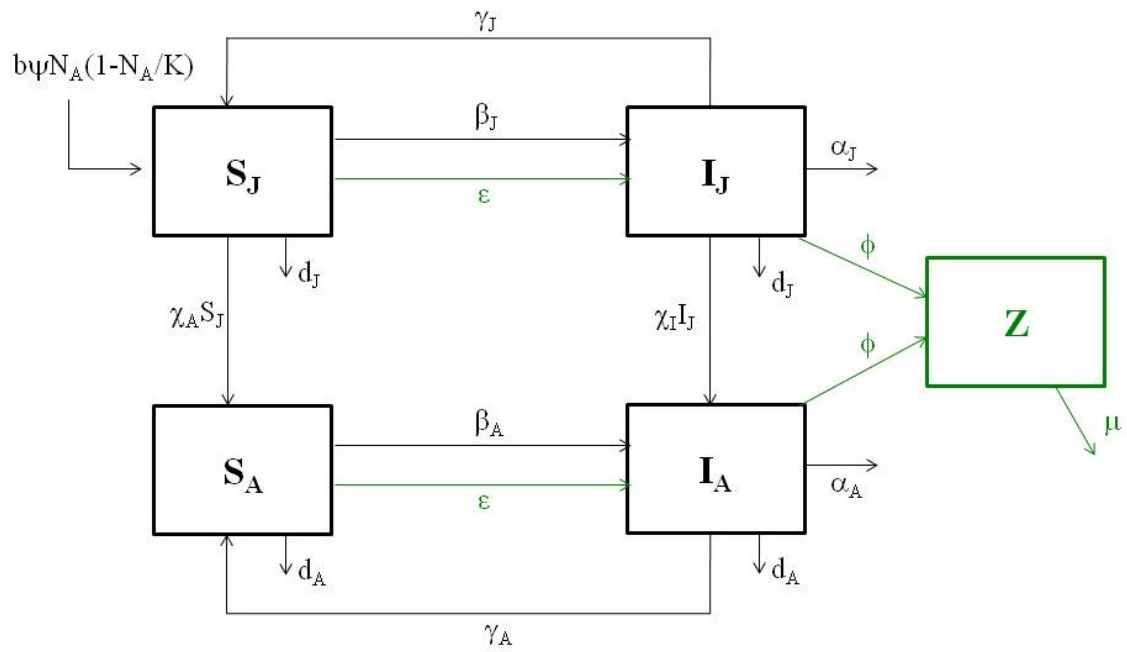 γJ
bψNA(1-NA/K)
βJ
SJ
IJ
αJ
ε
ϕ
dJ
dJ
Z
χASJ
χIIJ
ϕ
βA
μ
SA
IA
αA
ε
dA
dA
γA